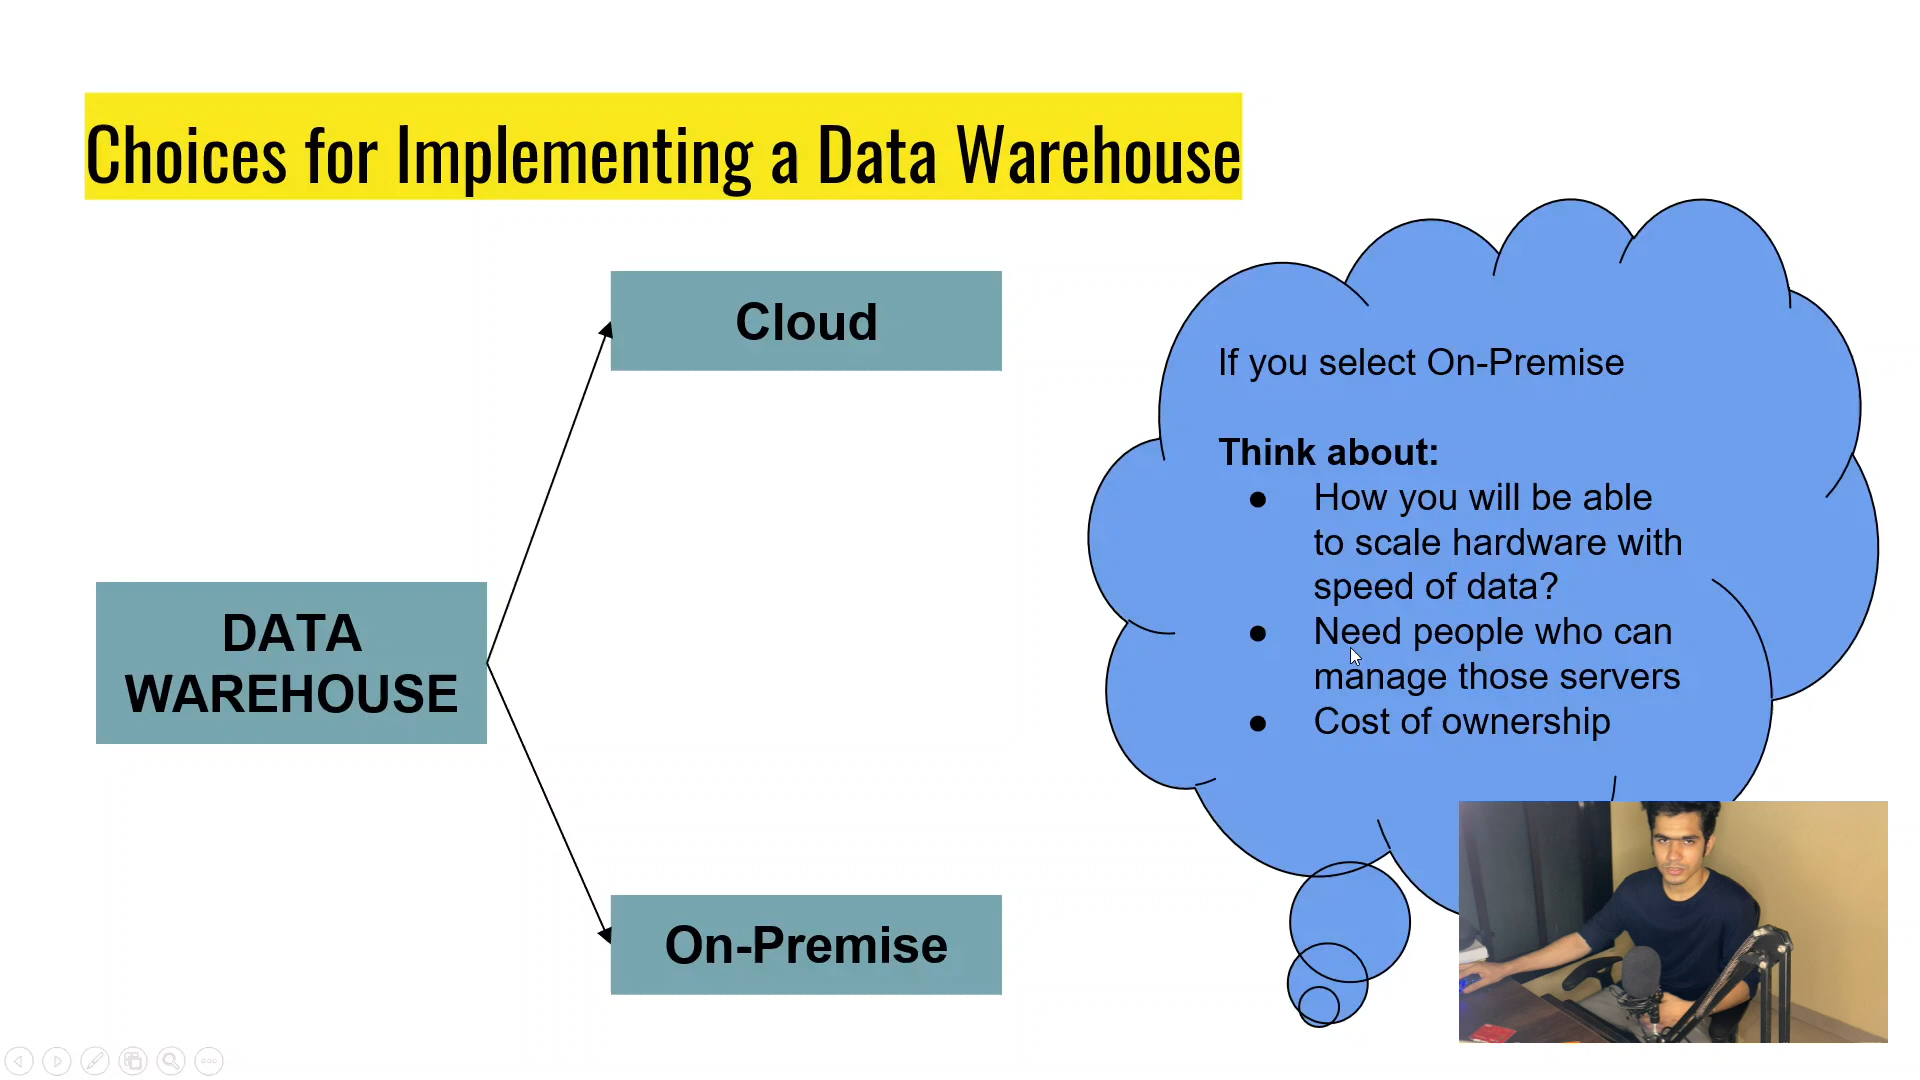 Choices for Implementing a Data Warehouse
Cloud
If you select On-Premise
Think about:
● How you will be able
to scale hardware with
speed of data?
● Need people who can
manage those servers
● Cost of ownership
DATA
WAREHOUSE
On-Premise